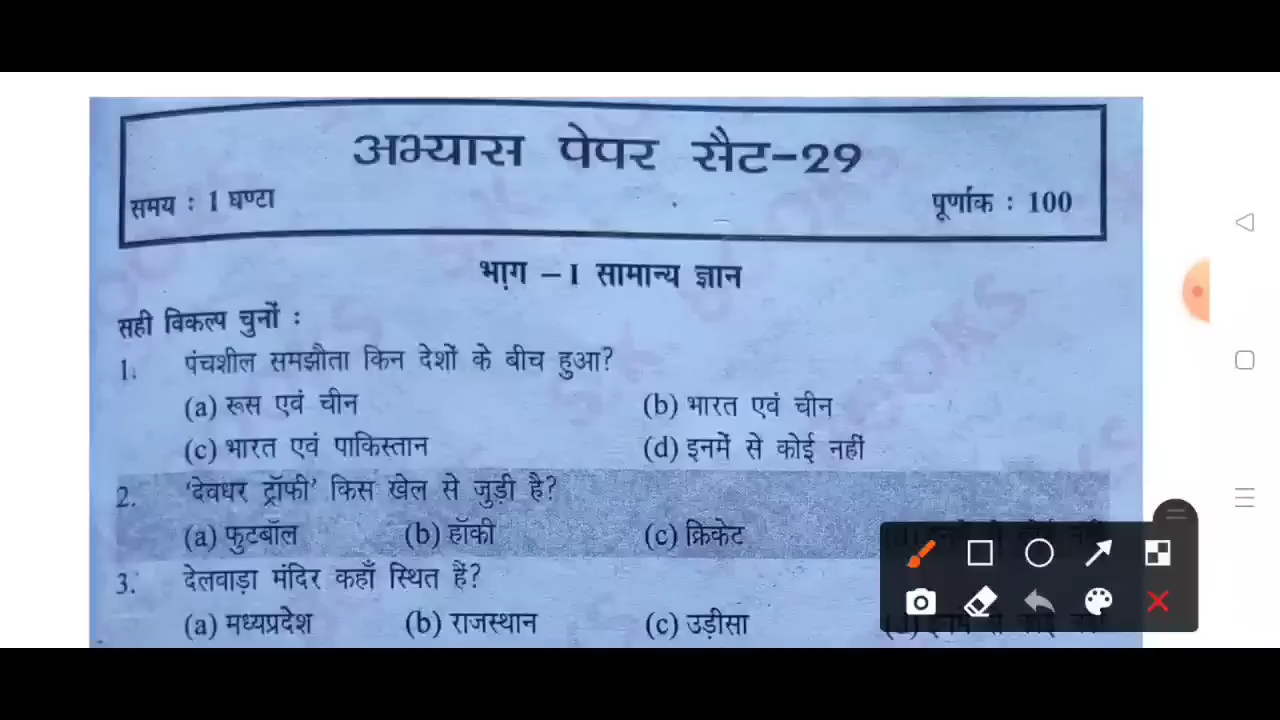 अभ्यास पेपर सैट-29
समय : 1 घण्टा पूर्णांक : 100
भाग -I सामान्य ज्ञान
सही विकल्प चुनों :
1. पंचशील समझौता किन देशों के बीच हुआ?
(a) रूस एवं चीन (b) भारत एवं चीन
(c) भारत एवं पाकिस्तान (d) इनमें से कोई नहीं
2. 'देवधर ट्रॉफी' किस खेल से जुड़ी है?
(a) फुटबॉल (b) हॉकी (c) क्रिकेट
3. देलवाड़ा मंदिर कहाँ स्थित हैं?
(a) मध्यप्रदेश (b) राजस्थान (c) उड़ीसा